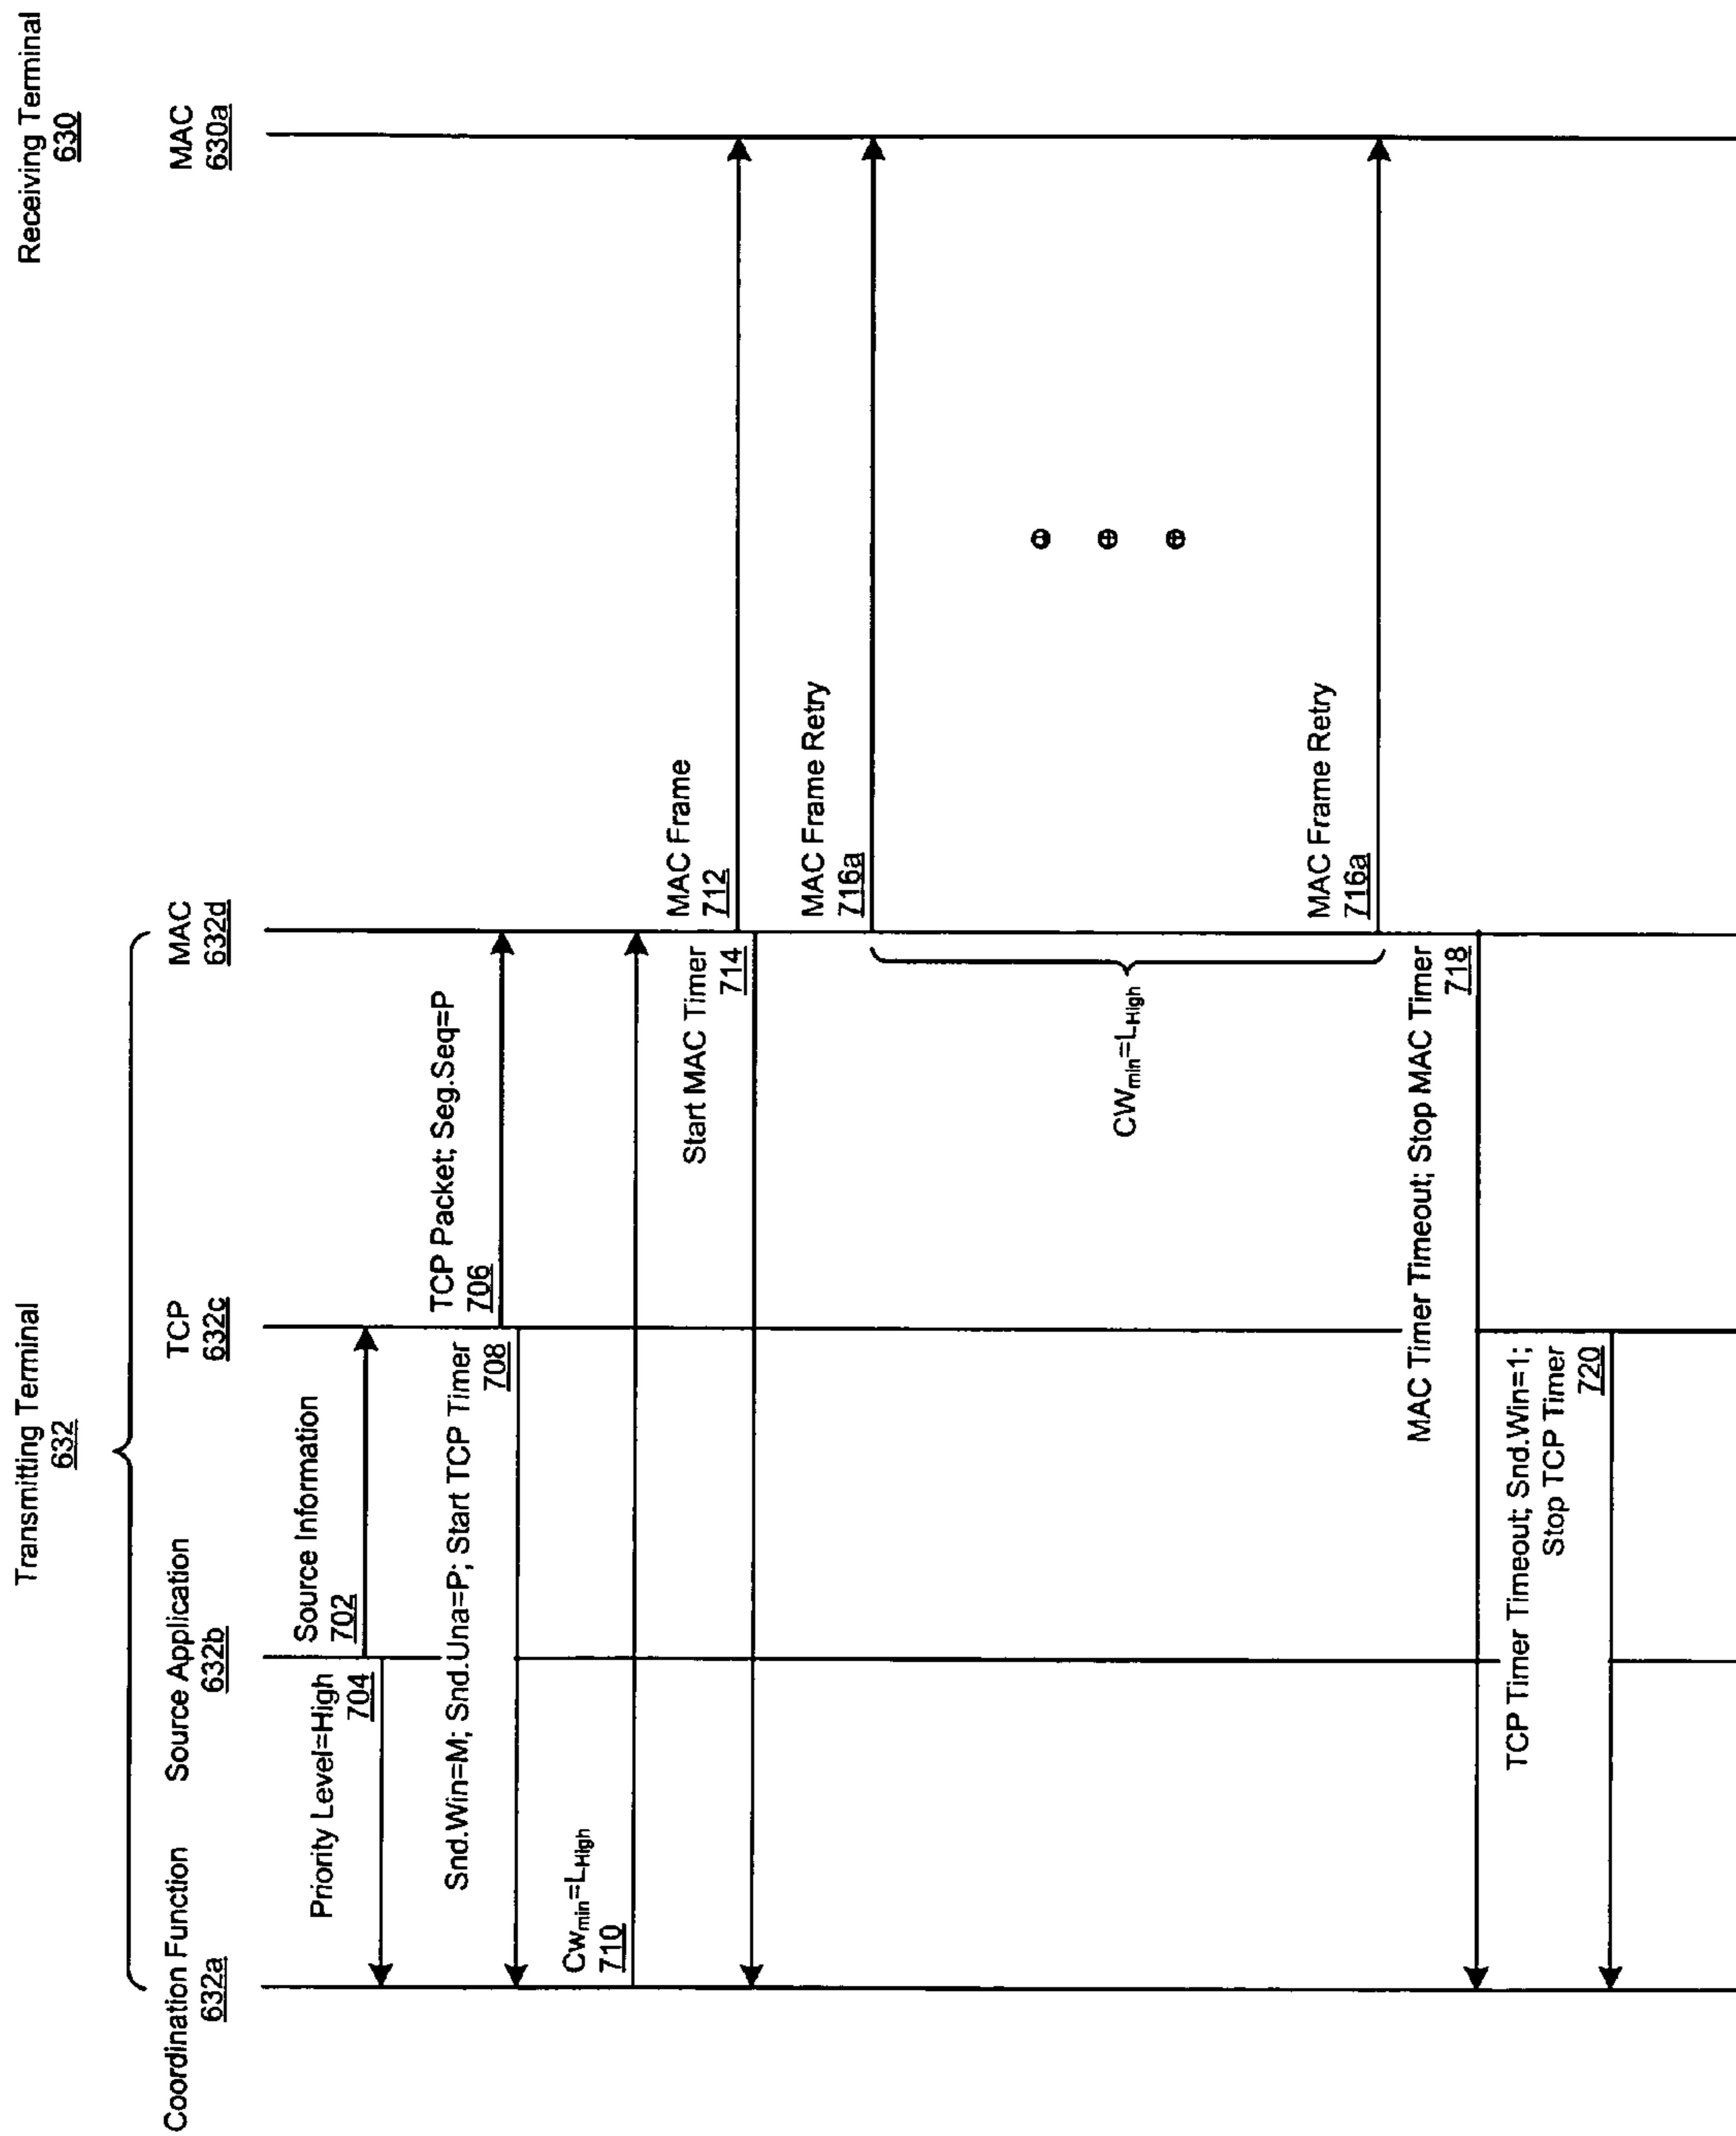 Transmitting Terminal
632
Receiving Terminal
630
Coordination Function
632a
Source Application
632b
TCP
632c
MAC
632d
MAC
630a
Source Information
702
Priority Level=High
704
TCP Packet; Seg.Seq=P
706
Snd.Win=M; Snd.Una=P; Start TCP Timer
708
Cwmin=LHigh
710
MAC Frame
712
Start MAC Timer
714
MAC Frame Retry
716a
CWmin=LHigh
MAC Frame Retry
716a
MAC Timer Timeout; Stop MAC Timer
718
TCP Timer Timeout; Snd.Win=1;
Stop TCP Timer
720